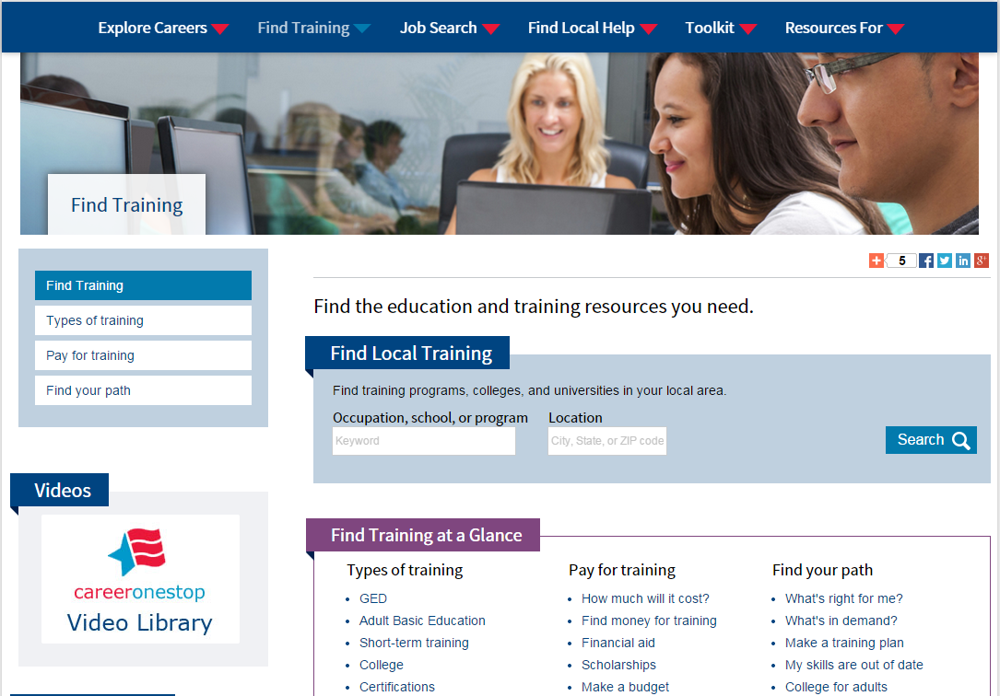 Explore Careers Find Training Job Search Find Local Help Toolkit Resources For
Find Training
Find Training
Types of training
Pay for training
Find your path
5
Find the education and training resources you need.
Find Local Training
Find training programs, colleges, and universities in your local area.
Occupation, school, or program Location
Keyword City, State, or ZIP code
Search
Videos
careeronestop
Video Library
Find Training at a Glance
Types of training
GED
Adult Basic Education
Short-term training
College
Certifications
Pay for training
How much will it cost?
Find money for training
Financial aid
Scholarships
Make a budget
Find your path
What's right for me?
What's in demand?
Make a training plan
My skills are out of date
College for adults